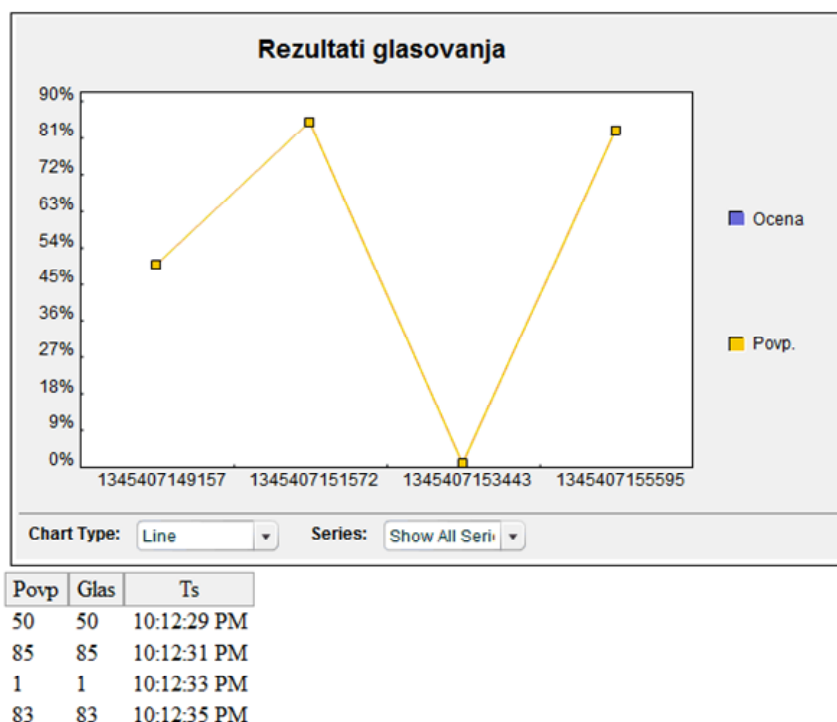 Rezultati glasovanja
90%
81%
72%
63%
54%
45%
36%
27%
18%
9%
0%
1345407149157 1345407151572 1345407153443 1345407155595
Ocena
Povp.
Chart Type: Line Series: Show All Seri
Povp Glas Ts
50 50 10:12:29 PM
85 85 10:12:31 PM
1 1 10:12:33 PM
83 83 10:12:35 PM